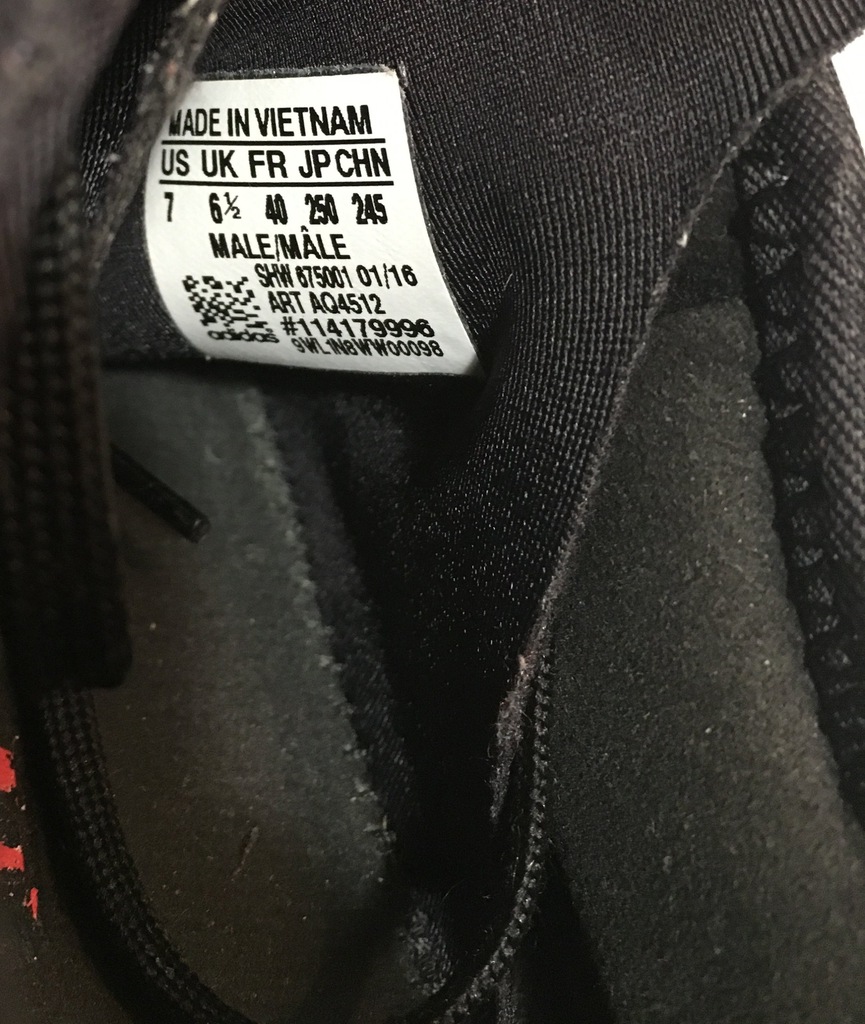 MADE IN VIETNAM
US UK FR JP CHN
7 6½ 40 250 245
MALE/MÂLE
SHW 675001 01/16
ART AQ4512
#114179996
adidas 9WL1N8WW00098